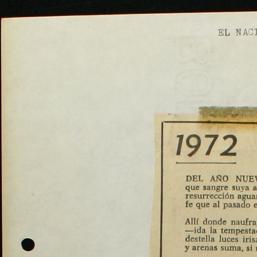 EL NACI
1972
DEL AÑO NUEV
que sangre suya a
resurrección agua
fe que al pasado e
Allí donde naufra
—ida la tempesta
destella luces iris
y arenas suma, si